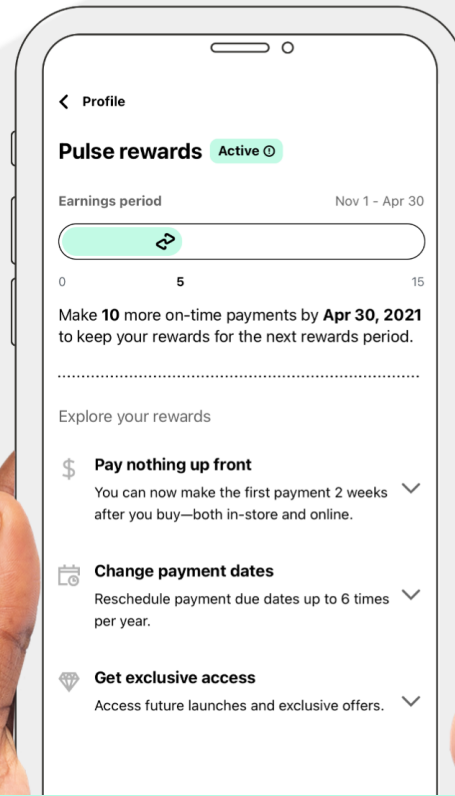 Profile
Pulse rewards Active
Earnings period Nov 1 - Apr 30
0 5 15
Make 10 more on-time payments by Apr 30, 2021
to keep your rewards for the next rewards period.
Explore your rewards
Pay nothing up front
You can now make the first payment 2 weeks
after you buy—both in-store and online.
Change payment dates
Reschedule payment due dates up to 6 times
per year.
Get exclusive access
Access future launches and exclusive offers.